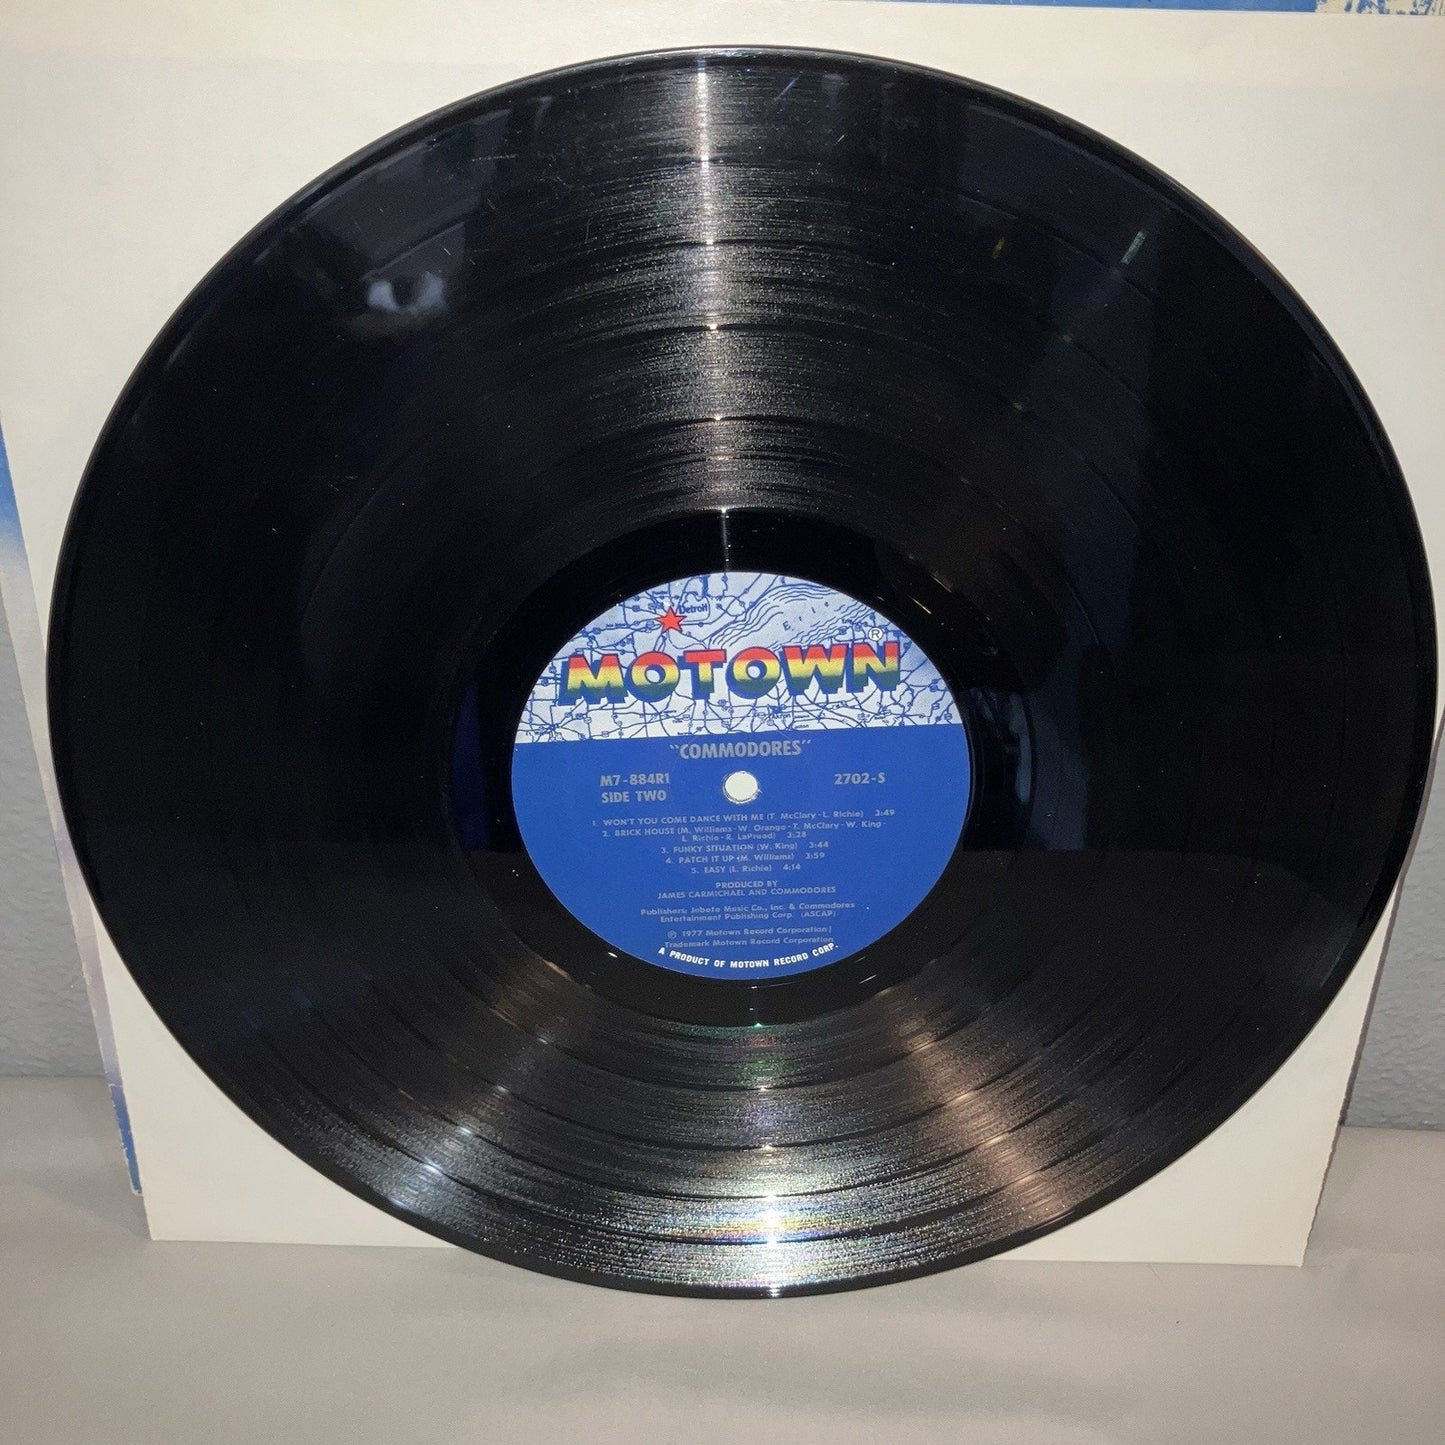 Detroit
Erie
MOTOWN®
"COMMODORES"
M7-884R1 2702-S
SIDE TWO
1. WON'T YOU COME DANCE WITH ME (T. McClary - L. Richie) 3:49
2. BRICK HOUSE (M. Williams - W. Orange - T. McClary - W. King -
L. Richie - R. LaPread) 3:28
3. FUNKY SITUATION (W. King) 3:44
4. PATCH IT UP (M. Williams) 3:59
5. EASY (L. Richie) 4:14
PRODUCED BY
JAMES CARMICHAEL AND COMMODORES
Publishers: Jobete Music Co., Inc. & Commodores
Entertainment Publishing Corp. (ASCAP)
℗ 1977 Motown Record Corporation
Trademark Motown Record Corporation
A PRODUCT OF MOTOWN RECORD CORP.